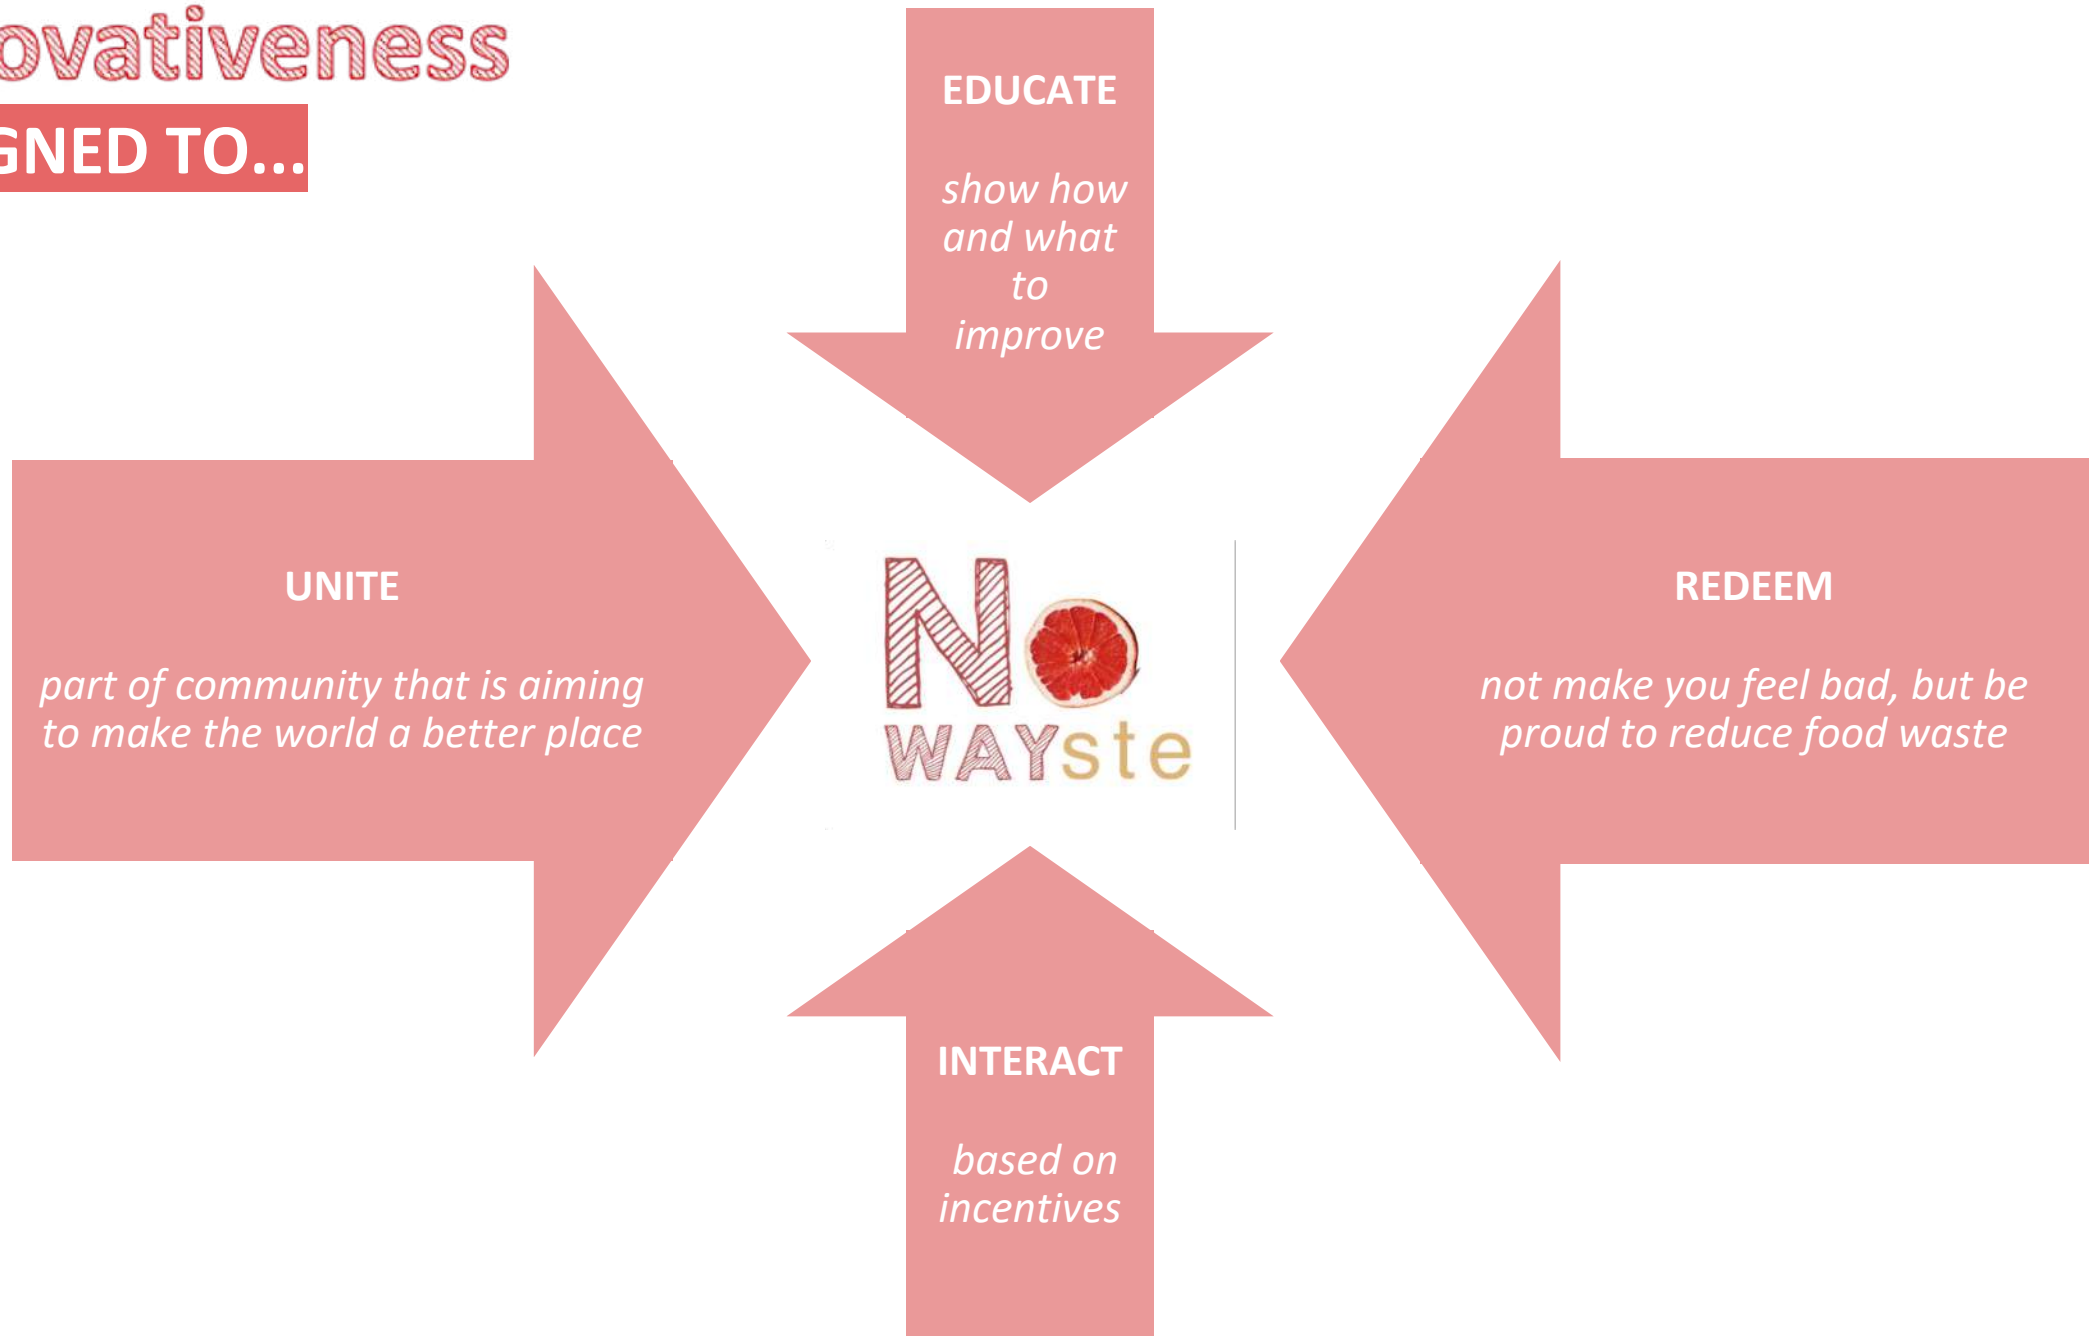 ovativeness
GNED TO...
EDUCATE
show how
and what
to
improve
UNITE
part of community that is aiming
to make the world a better place
No
WAYste
REDEEM
not make you feel bad, but be
proud to reduce food waste
INTERACT
based on
incentives